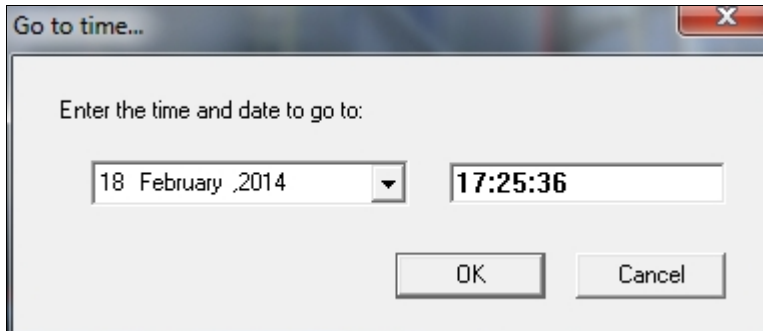 Go to time...
Enter the time and date to go to:
18 February ,2014 17:25:36
OK Cancel